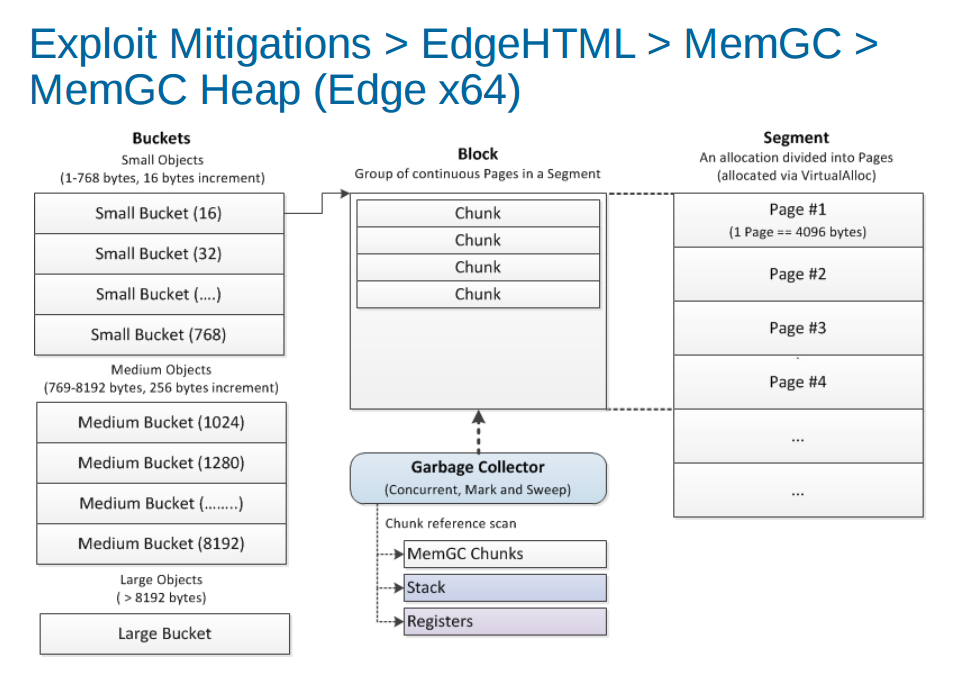 Exploit Mitigations > EdgeHTML > MemGC >
MemGC Heap (Edge x64)
Buckets
Small Objects
(1-768 bytes, 16 bytes increment)
Small Bucket (16)
Small Bucket (32)
Small Bucket (....)
Small Bucket (768)
Medium Objects
(769-8192 bytes, 256 bytes increment)
Medium Bucket (1024)
Medium Bucket (1280)
Medium Bucket (........)
Medium Bucket (8192)
Large Objects
( > 8192 bytes)
Large Bucket
Block
Group of continuous Pages in a Segment
Chunk
Chunk
Chunk
Chunk
Garbage Collector
(Concurrent, Mark and Sweep)
Chunk reference scan
MemGC Chunks
Stack
Registers
Segment
An allocation divided into Pages
(allocated via VirtualAlloc)
Page #1
(1 Page == 4096 bytes)
Page #2
Page #3
Page #4
...
...